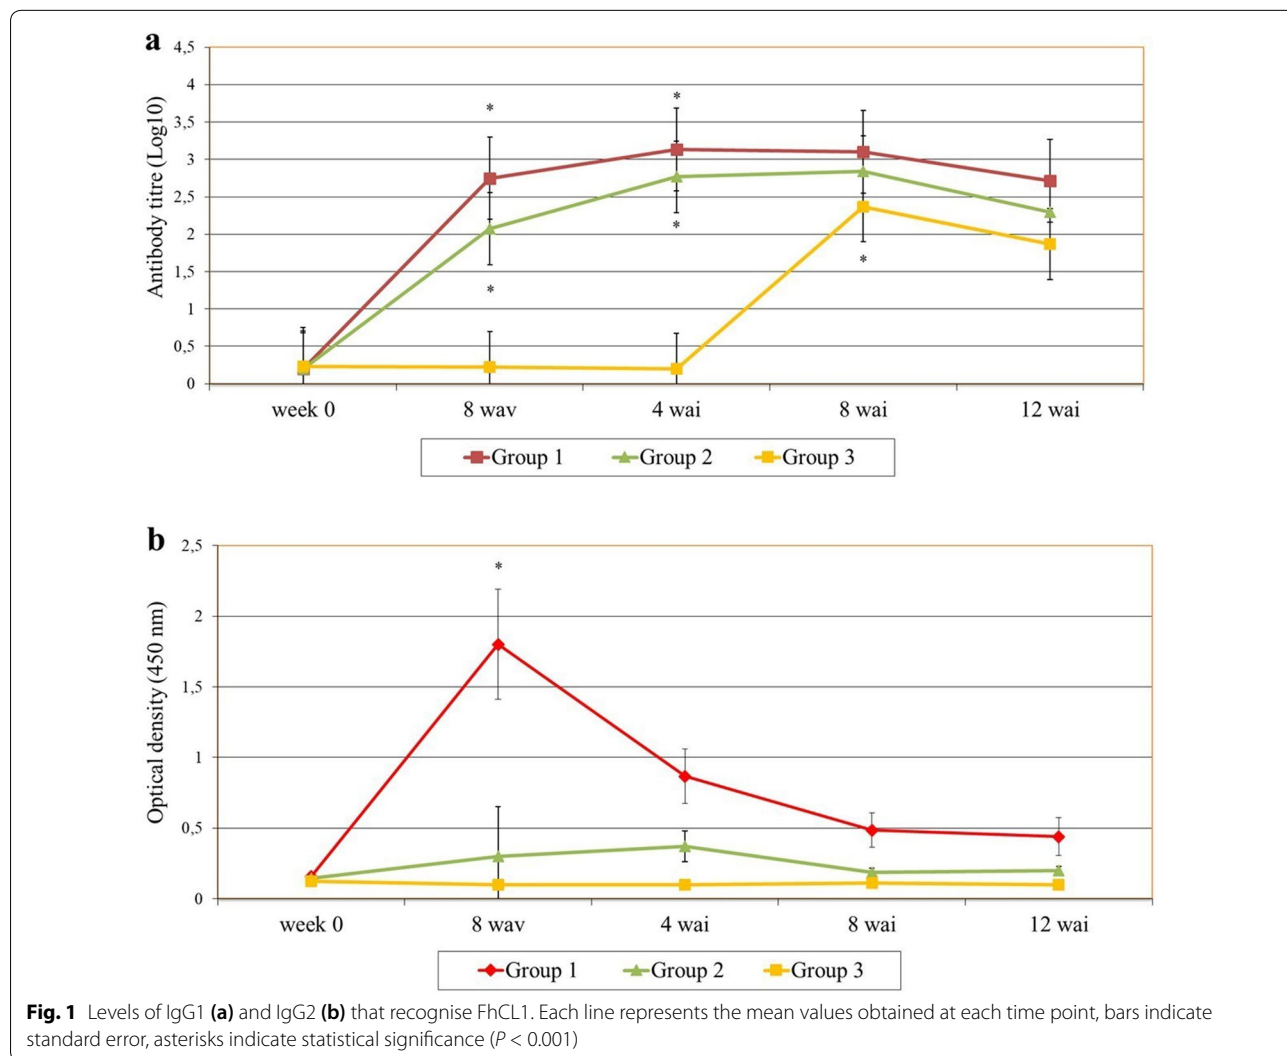 a
Antibody titre (Log10)
4,5
4
3,5
3
2,5
2
1,5
1
0,5
0
*
*
*
*
*
week 0
8 wav
4 wai
8 wai
12 wai
Group 1
Group 2
Group 3
b
Optical density (450 nm)
2,5
2
1,5
1
0,5
0
*
week 0
8 wav
4 wai
8 wai
12 wai
Group 1
Group 2
Group 3
Fig. 1 Levels of IgG1 (a) and IgG2 (b) that recognise FhCL1. Each line represents the mean values obtained at each time point, bars indicate
standard error, asterisks indicate statistical significance (P < 0.001)